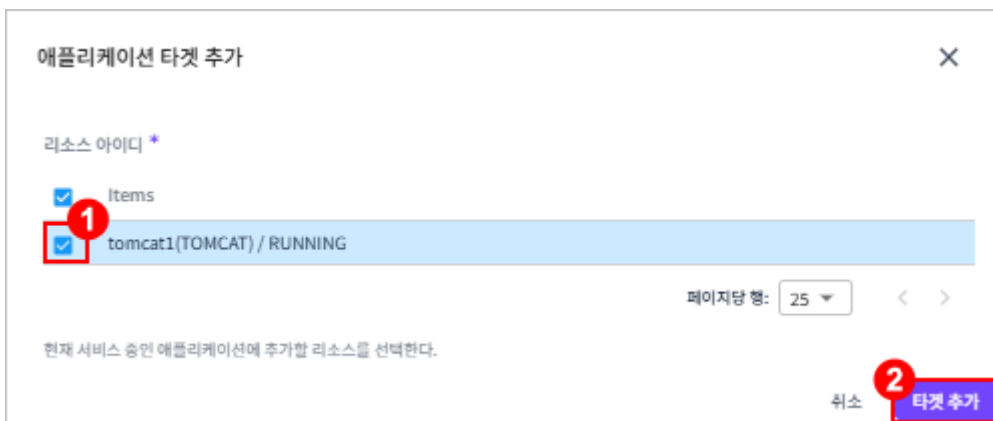 애플리케이션 타겟 추가
리소스 아이디 *
Items
1
tomcat1(TOMCAT) / RUNNING
페이지당 행: 25
현재 서비스 중인 애플리케이션에 추가할 리소스를 선택한다.
2
취소 타겟 추가